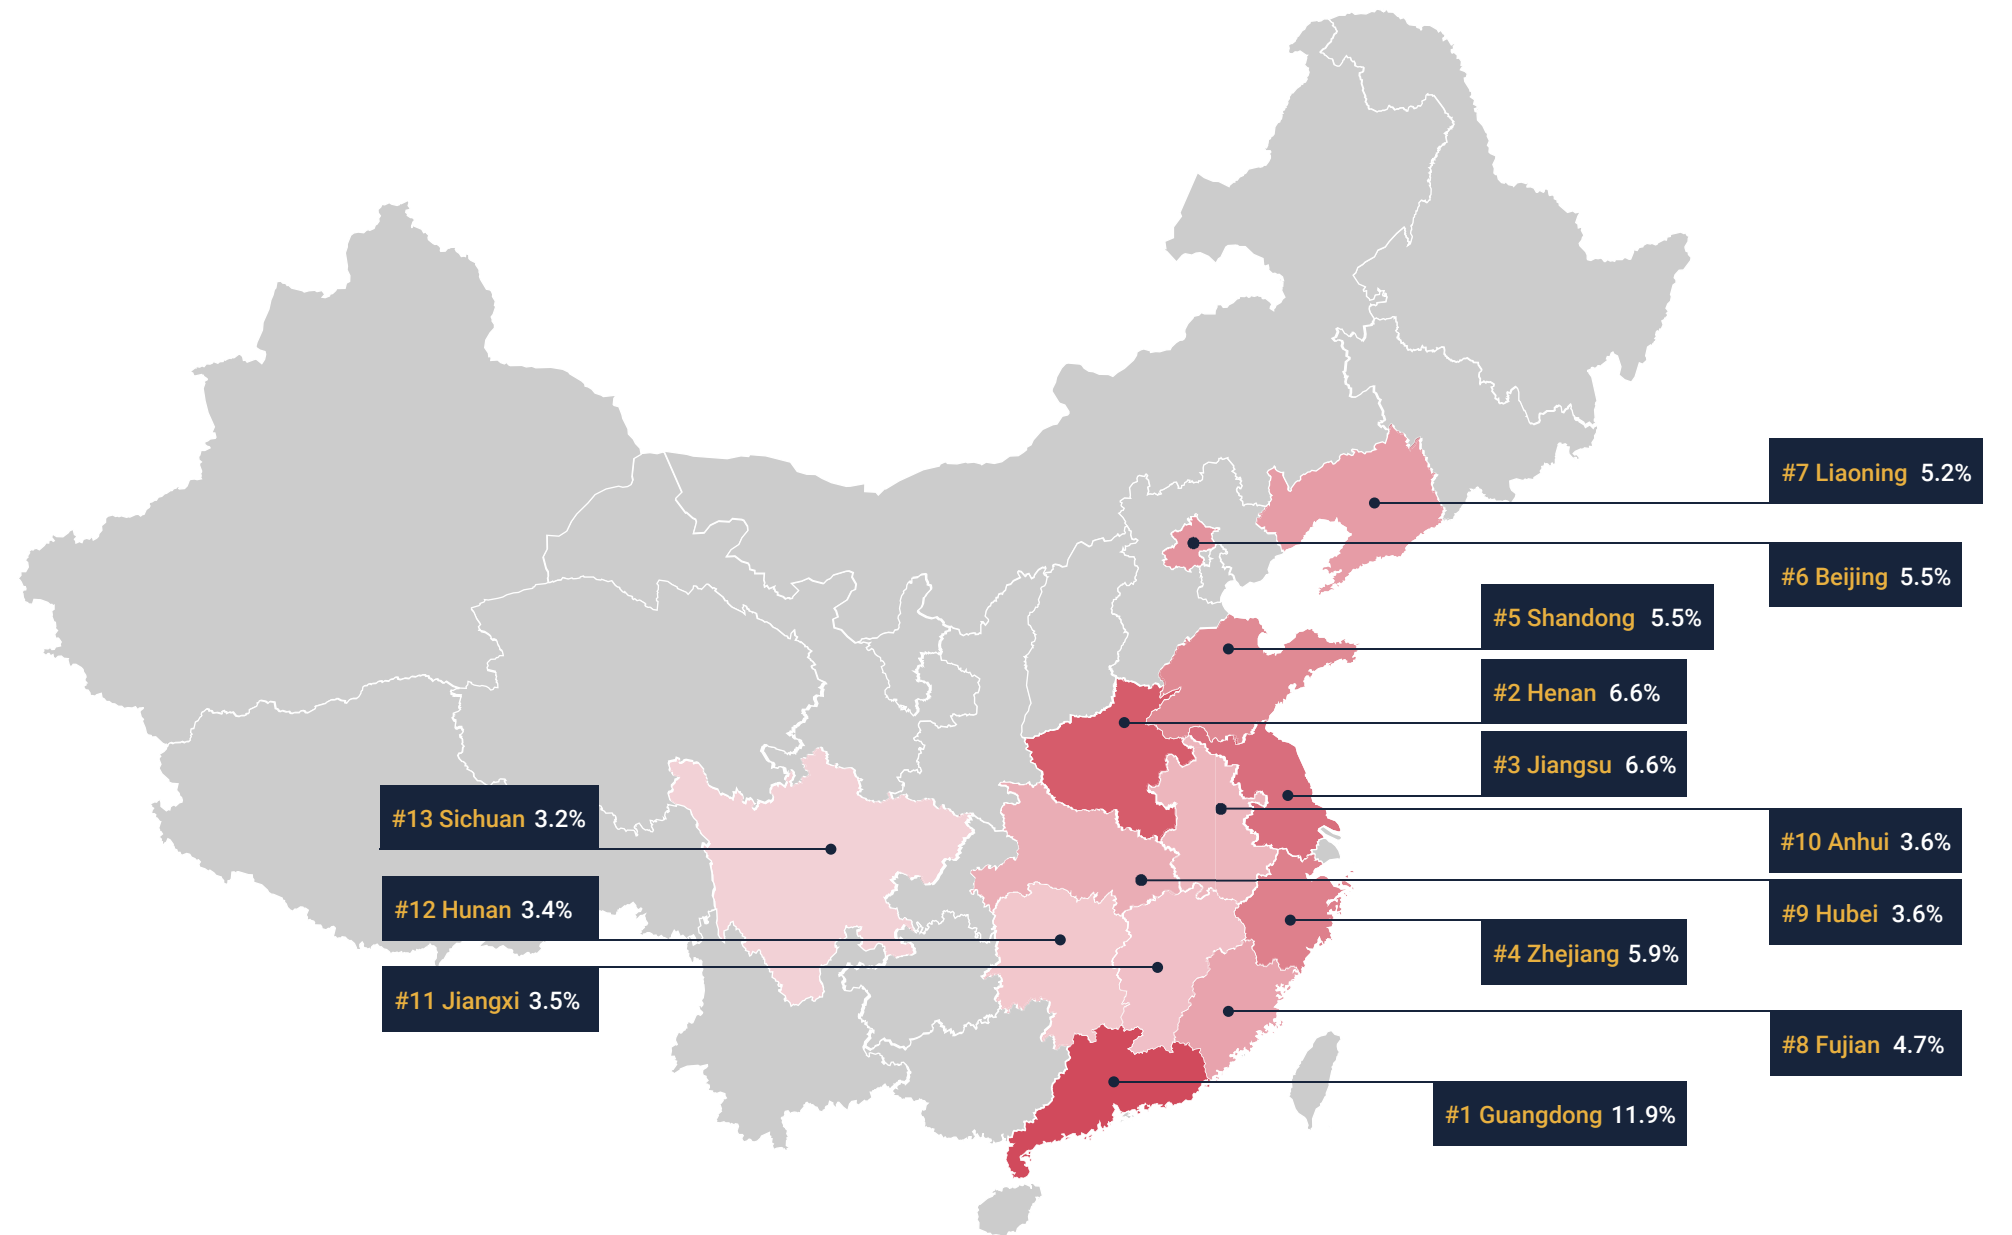 #7 Liaoning 5.2%
#6 Beijing 5.5%
#5 Shandong 5.5%
#2 Henan 6.6%
#3 Jiangsu 6.6%
#13 Sichuan 3.2%
#10 Anhui 3.6%
#12 Hunan 3.4%
#9 Hubei 3.6%
#4 Zhejiang 5.9%
#11 Jiangxi 3.5%
#8 Fujian 4.7%
#1 Guangdong 11.9%